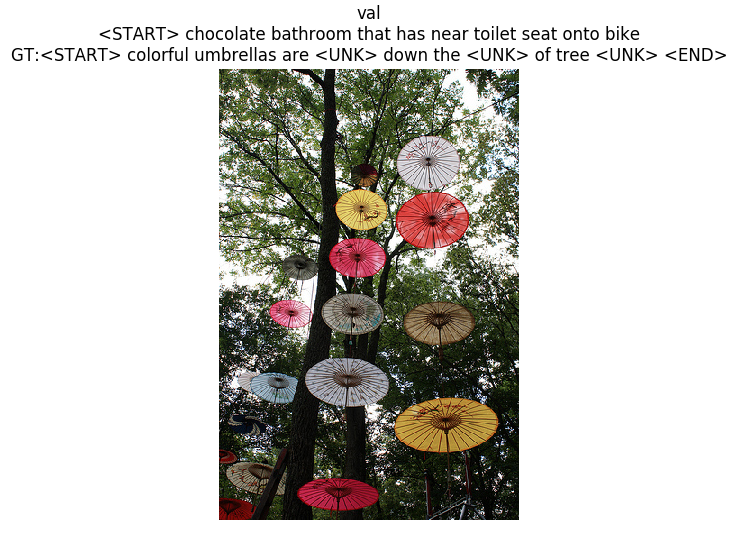 val
<START> chocolate bathroom that has near toilet seat onto bike
GT:<START> colorful umbrellas are <UNK> down the <UNK> of tree <UNK> <END>